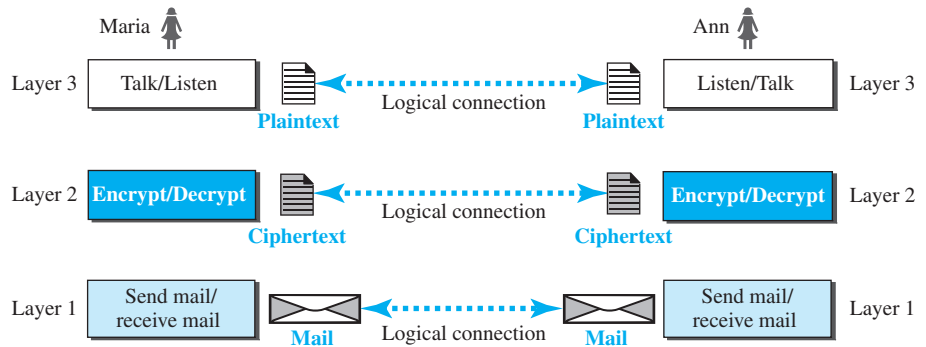 Maria
Ann
Layer 3
Talk/Listen
Logical connection
Listen/Talk
Layer 3
Plaintext
Plaintext
Layer 2
Encrypt/Decrypt
Logical connection
Encrypt/Decrypt
Layer 2
Ciphertext
Ciphertext
Layer 1
Send mail/
receive mail
Logical connection
Send mail/
receive mail
Layer 1
Mail
Mail